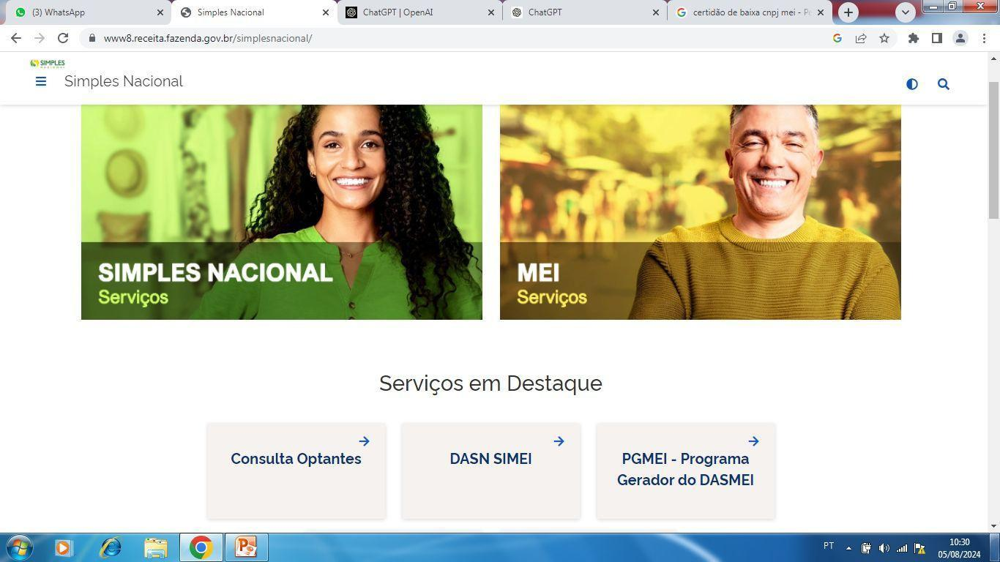 (3) WhatsApp
Simples Nacional
ChatGPT | OpenAI
ChatGPT
certidão de baixa cnpj mei - Pe
www8.receita.fazenda.gov.br/simplesnacional/
SIMPLES
NACIONAL
Simples Nacional
SIMPLES NACIONAL
Serviços
MEI
Serviços
Serviços em Destaque
Consulta Optantes
DASN SIMEI
PGMEI - Programa
Gerador do DASMEI
PT
10:30
05/08/2024